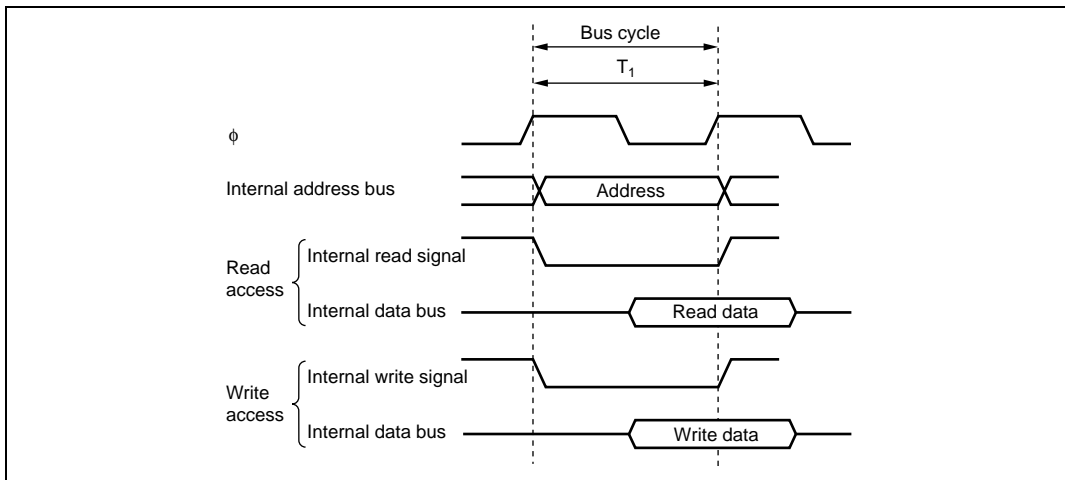 Bus cycle
T₁
ϕ
Internal address bus
Address
Read
access
Internal read signal
Internal data bus
Read data
Write
access
Internal write signal
Internal data bus
Write data